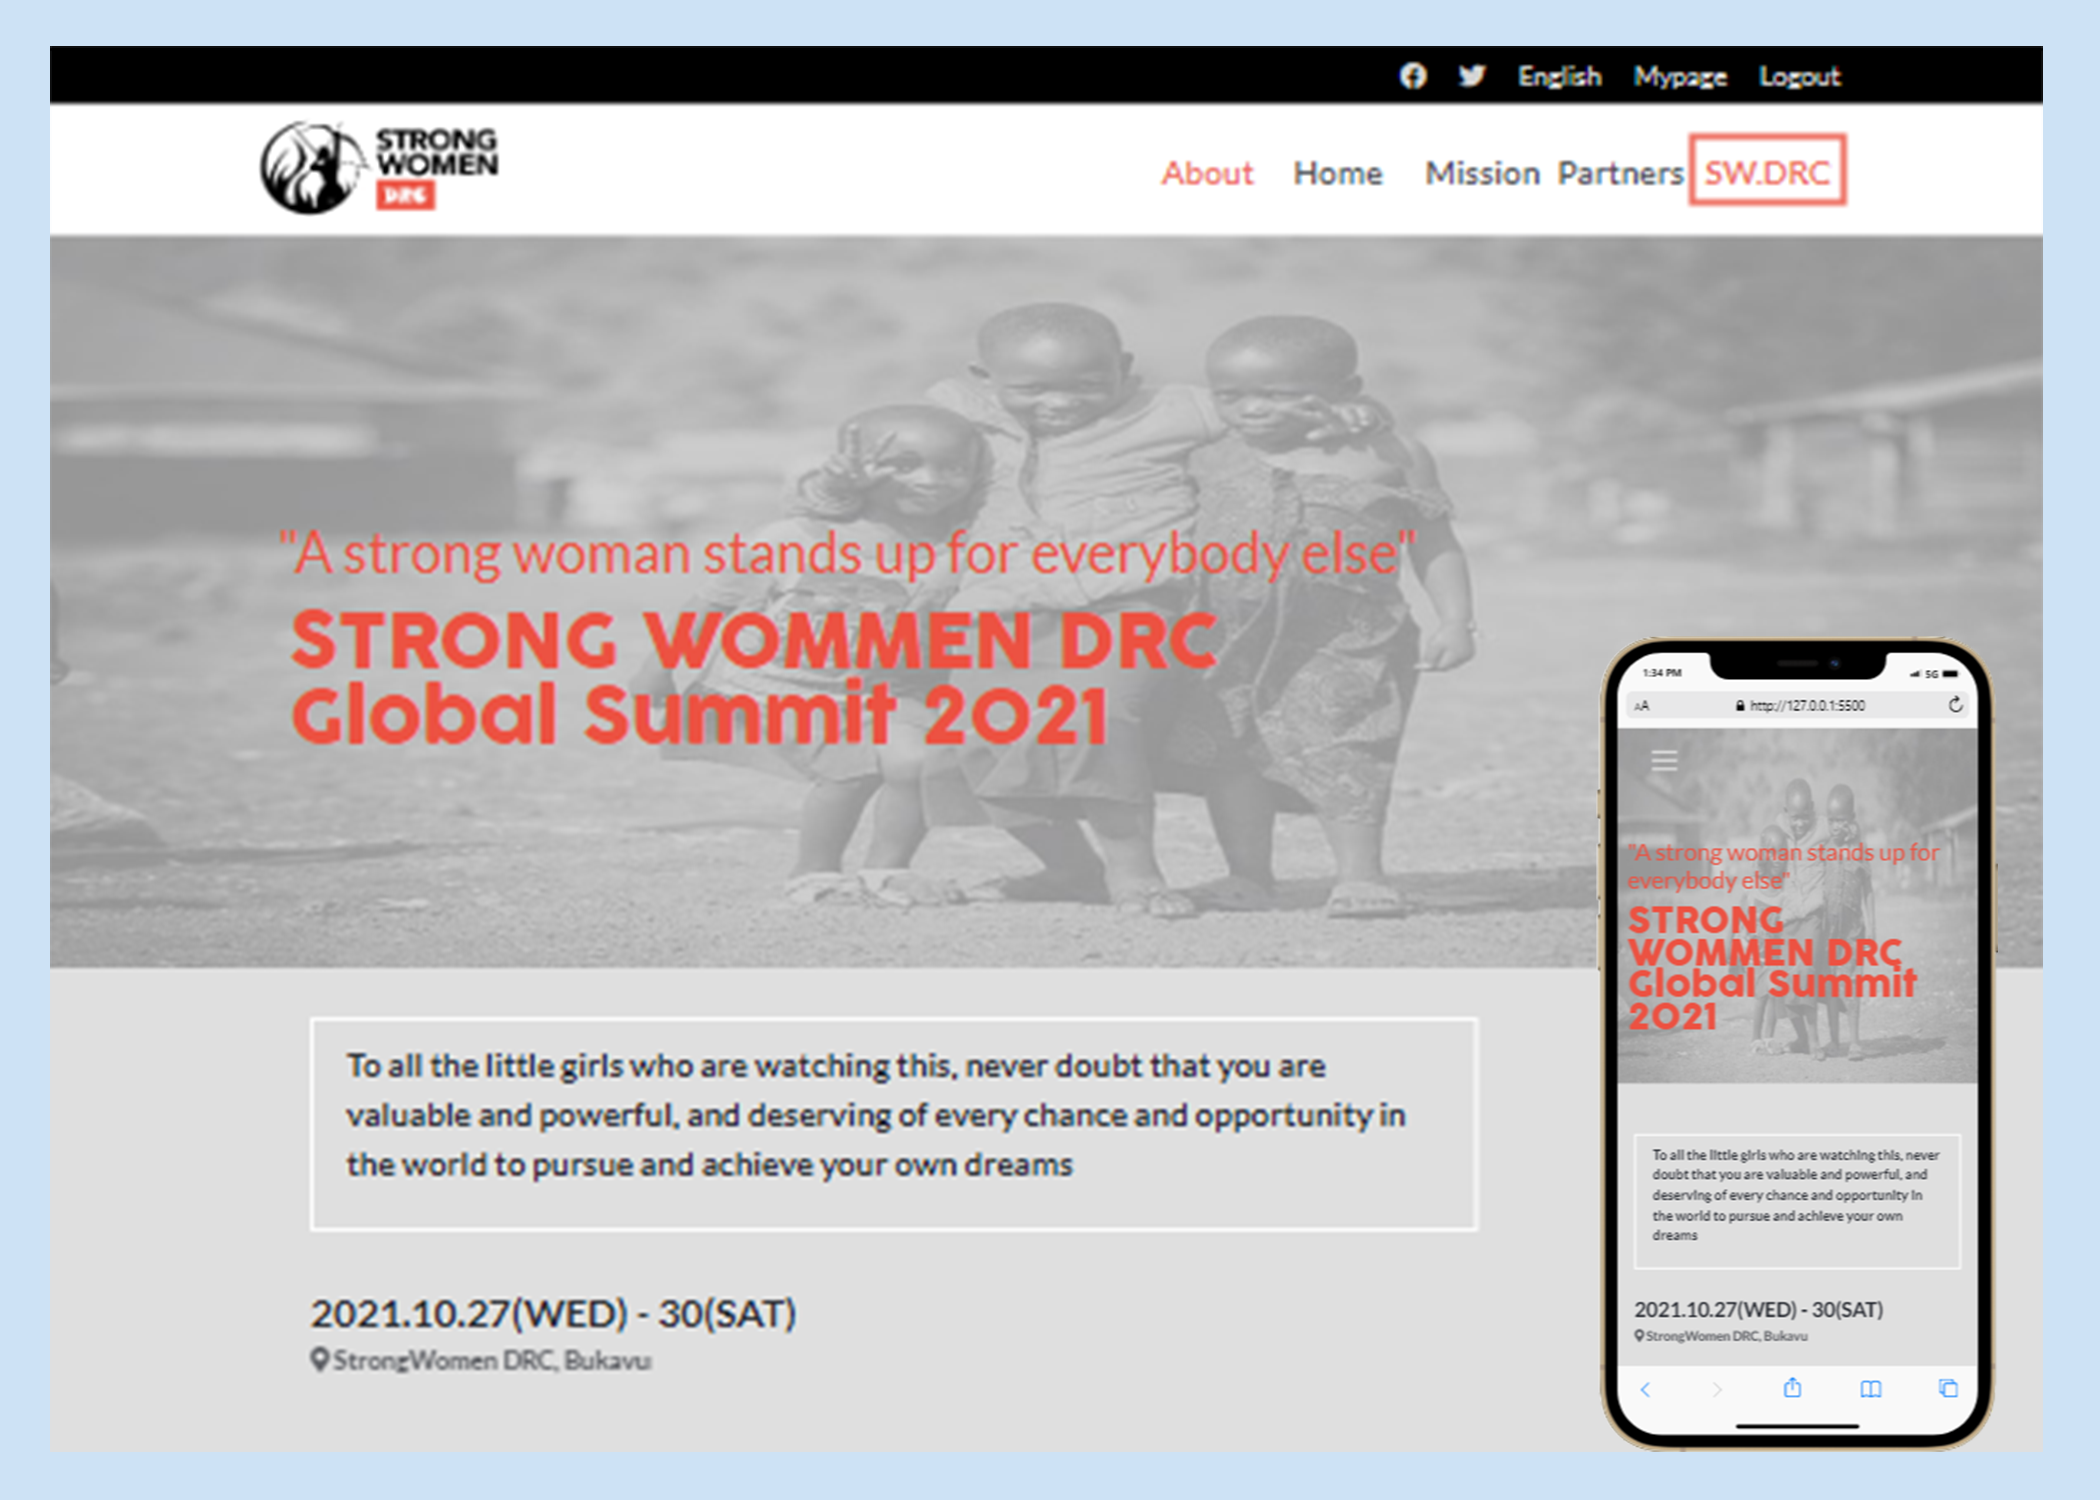 English Mypage Logout
STRONG
WOMEN
DRC
About Home Mission Partners SW.DRC
"A strong woman stands up for everybody else"
STRONG WOMMEN DRC
Global Summit 2021
To all the little girls who are watching this, never doubt that you are
valuable and powerful, and deserving of every chance and opportunity in
the world to pursue and achieve your own dreams
2021.10.27(WED) - 30(SAT)
StrongWomen DRC, Bukavu
1:34 PM
5G
AA http://127.0.0.1:5500
"A strong woman stands up for
everybody else"
STRONG
WOMMEN DRC
Global Summit
2021
To all the little girls who are watching this, never
doubt that you are valuable and powerful, and
deserving of every chance and opportunity in
the world to pursue and achieve your own
dreams
2021.10.27(WED) - 30(SAT)
StrongWomen DRC, Bukavu